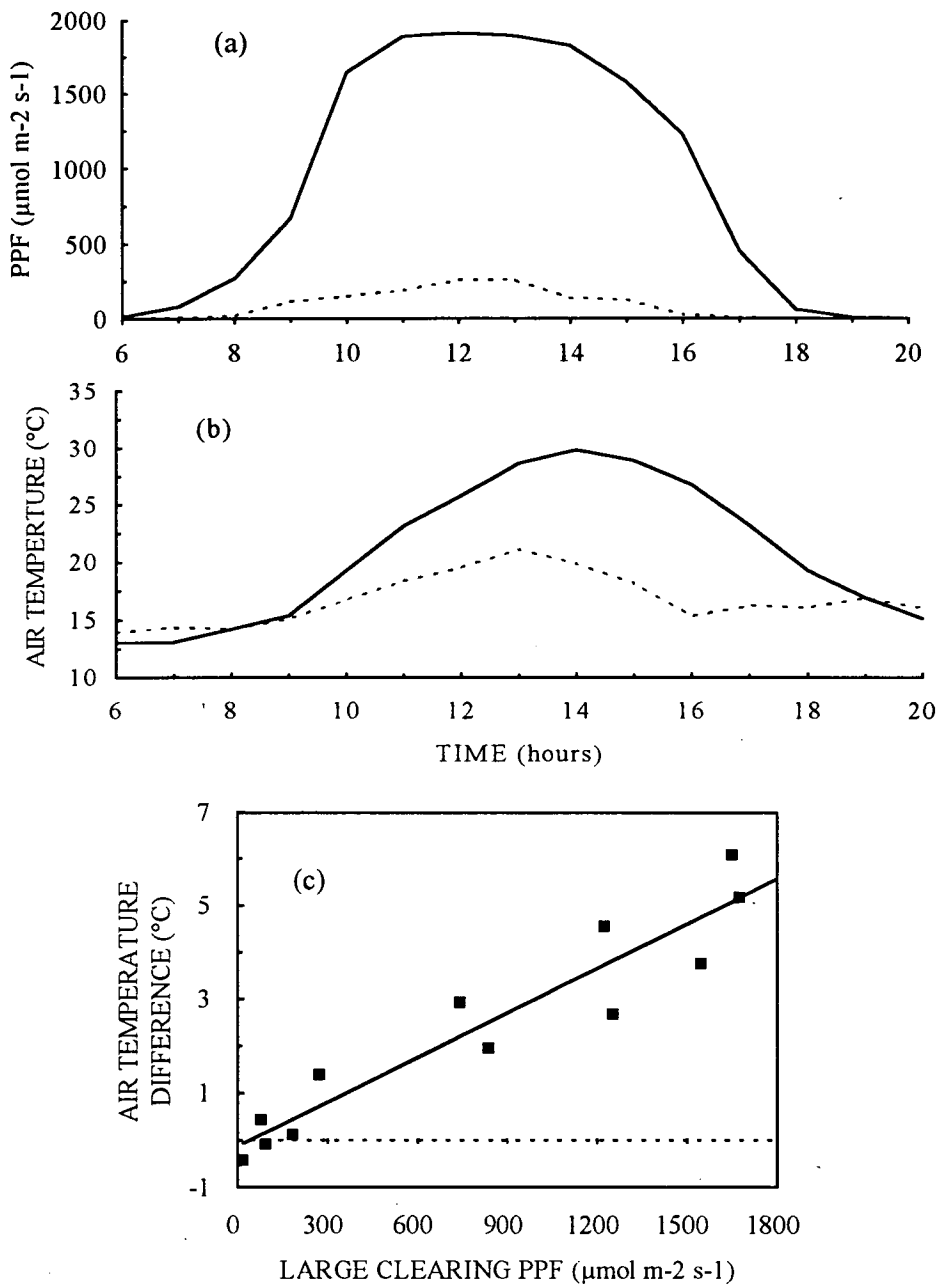 (a)
PPF (µmol m-2 s-1)
2000
1500
1000
500
0
6 8 10 12 14 16 18 20
(b)
AIR TEMPERTURE (°C)
35
30
25
20
15
10
6 8 10 12 14 16 18 20
TIME (hours)
(c)
AIR TEMPERATURE
DIFFERENCE (°C)
7
5
3
1
-1
0 300 600 900 1200 1500 1800
LARGE CLEARING PPF (µmol m-2 s-1)